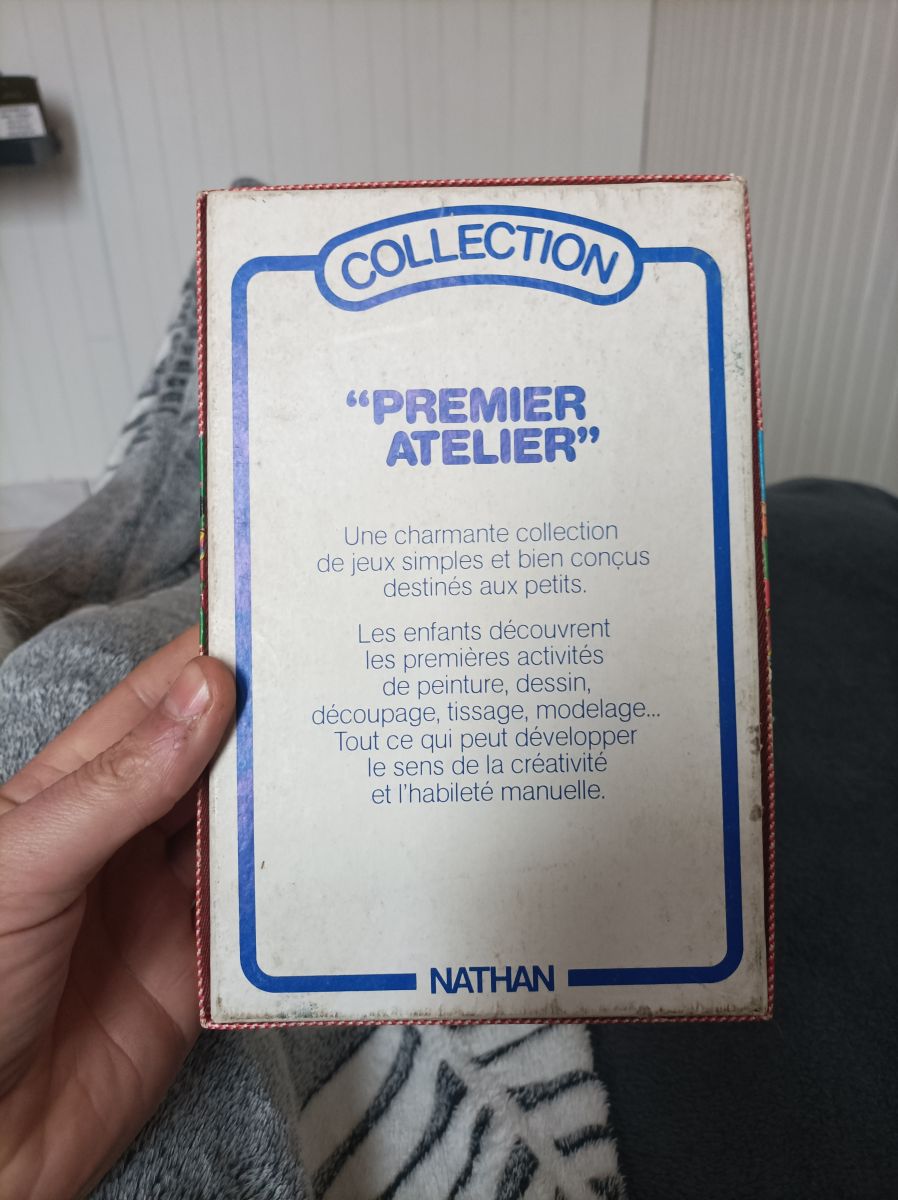 COLLECTION
“PREMIER
ATELIER”
Une charmante collection
de jeux simples et bien conçus
destinés aux petits.
Les enfants découvrent
les premières activités
de peinture, dessin,
découpage, tissage, modelage...
Tout ce qui peut développer
le sens de la créativité
et l'habileté manuelle.
NATHAN